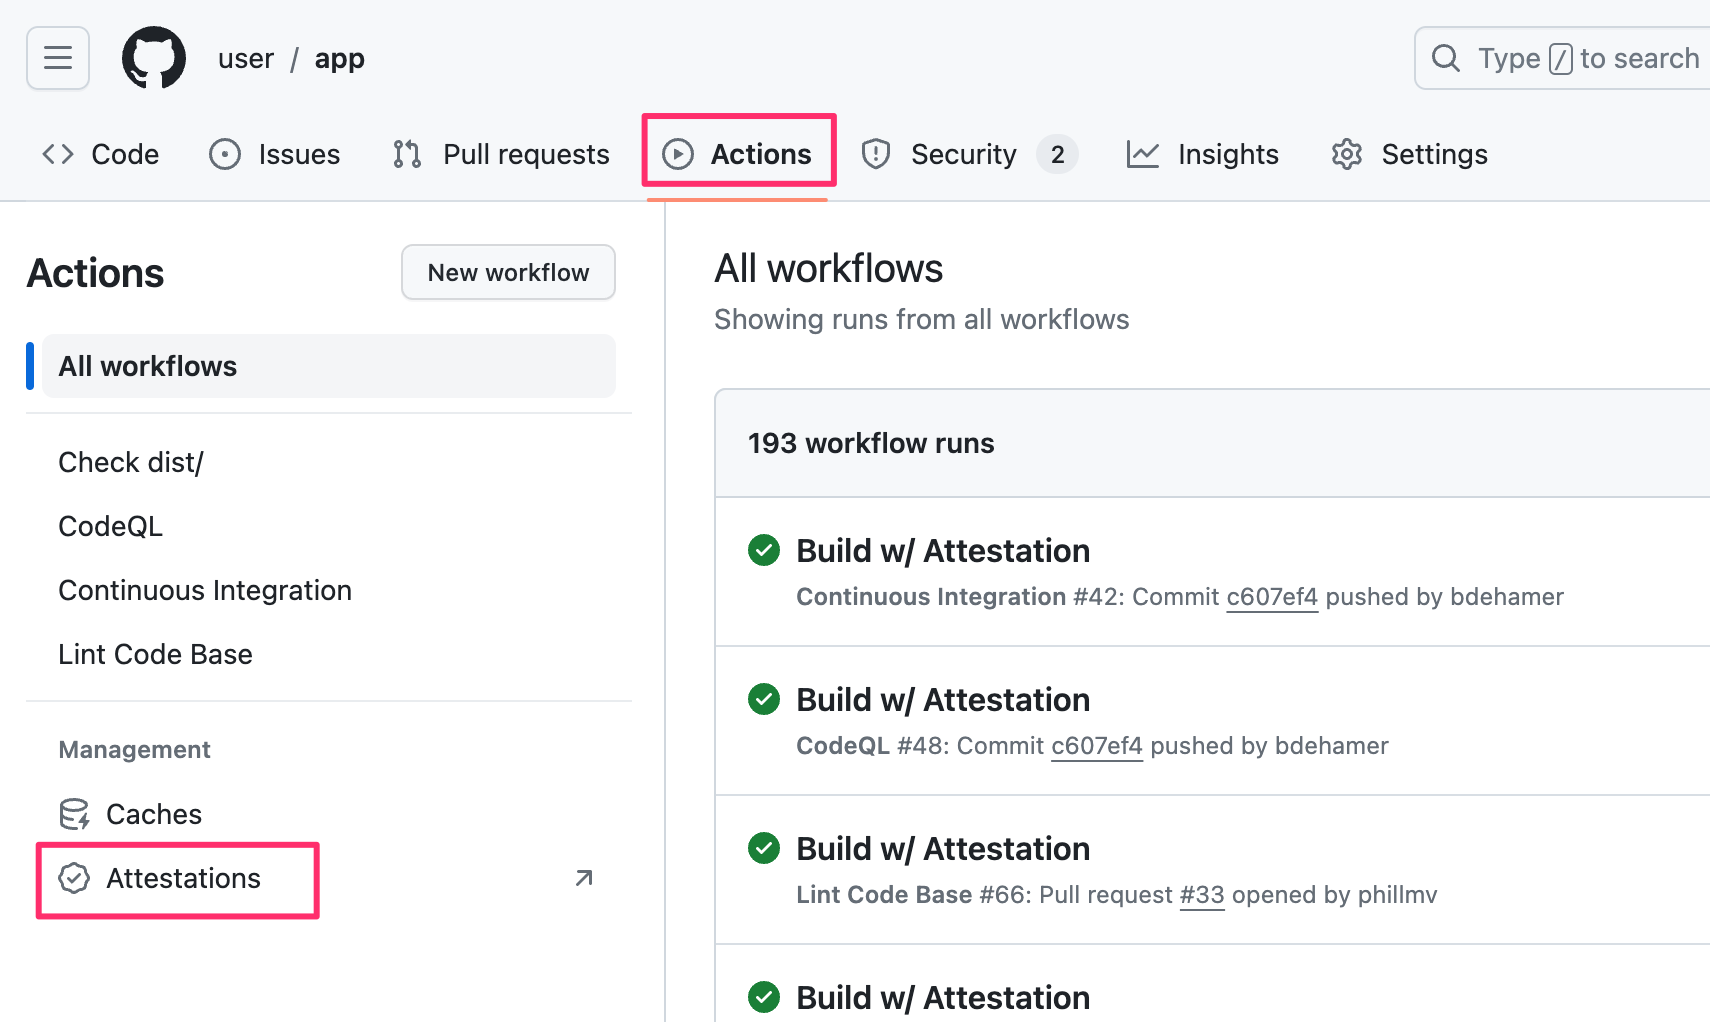 user / app
Type / to search
Code Issues Pull requests Actions Security 2 Insights Settings
Actions
New workflow
All workflows
Check dist/
CodeQL
Continuous Integration
Lint Code Base
Management
Caches
Attestations
All workflows
Showing runs from all workflows
193 workflow runs
Build w/ Attestation
Continuous Integration #42: Commit c607ef4 pushed by bdehamer
Build w/ Attestation
CodeQL #48: Commit c607ef4 pushed by bdehamer
Build w/ Attestation
Lint Code Base #66: Pull request #33 opened by phillmv
Build w/ Attestation